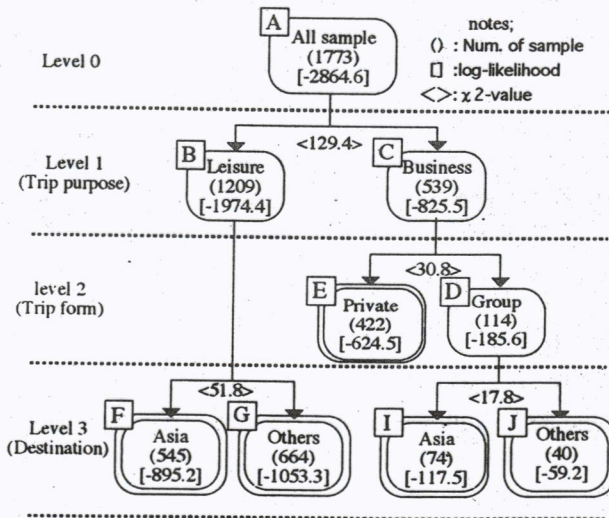 A
All sample
(1773)
[-2864.6]
notes;
() : Num. of sample
[] :log-likelihood
<>: χ2-value
Level 0
<129.4>
Level 1
(Trip purpose)
B
Leisure
(1209)
[-1974.4]
C
Business
(539)
[-825.5]
<30.8>
level 2
(Trip form)
E
Private
(422)
[-624.5]
D
Group
(114)
[-185.6]
<51.8>
<17.8>
Level 3
(Destination)
F
Asia
(545)
[-895.2]
G
Others
(664)
[-1053.3]
I
Asia
(74)
[-117.5]
J
Others
(40)
[-59.2]